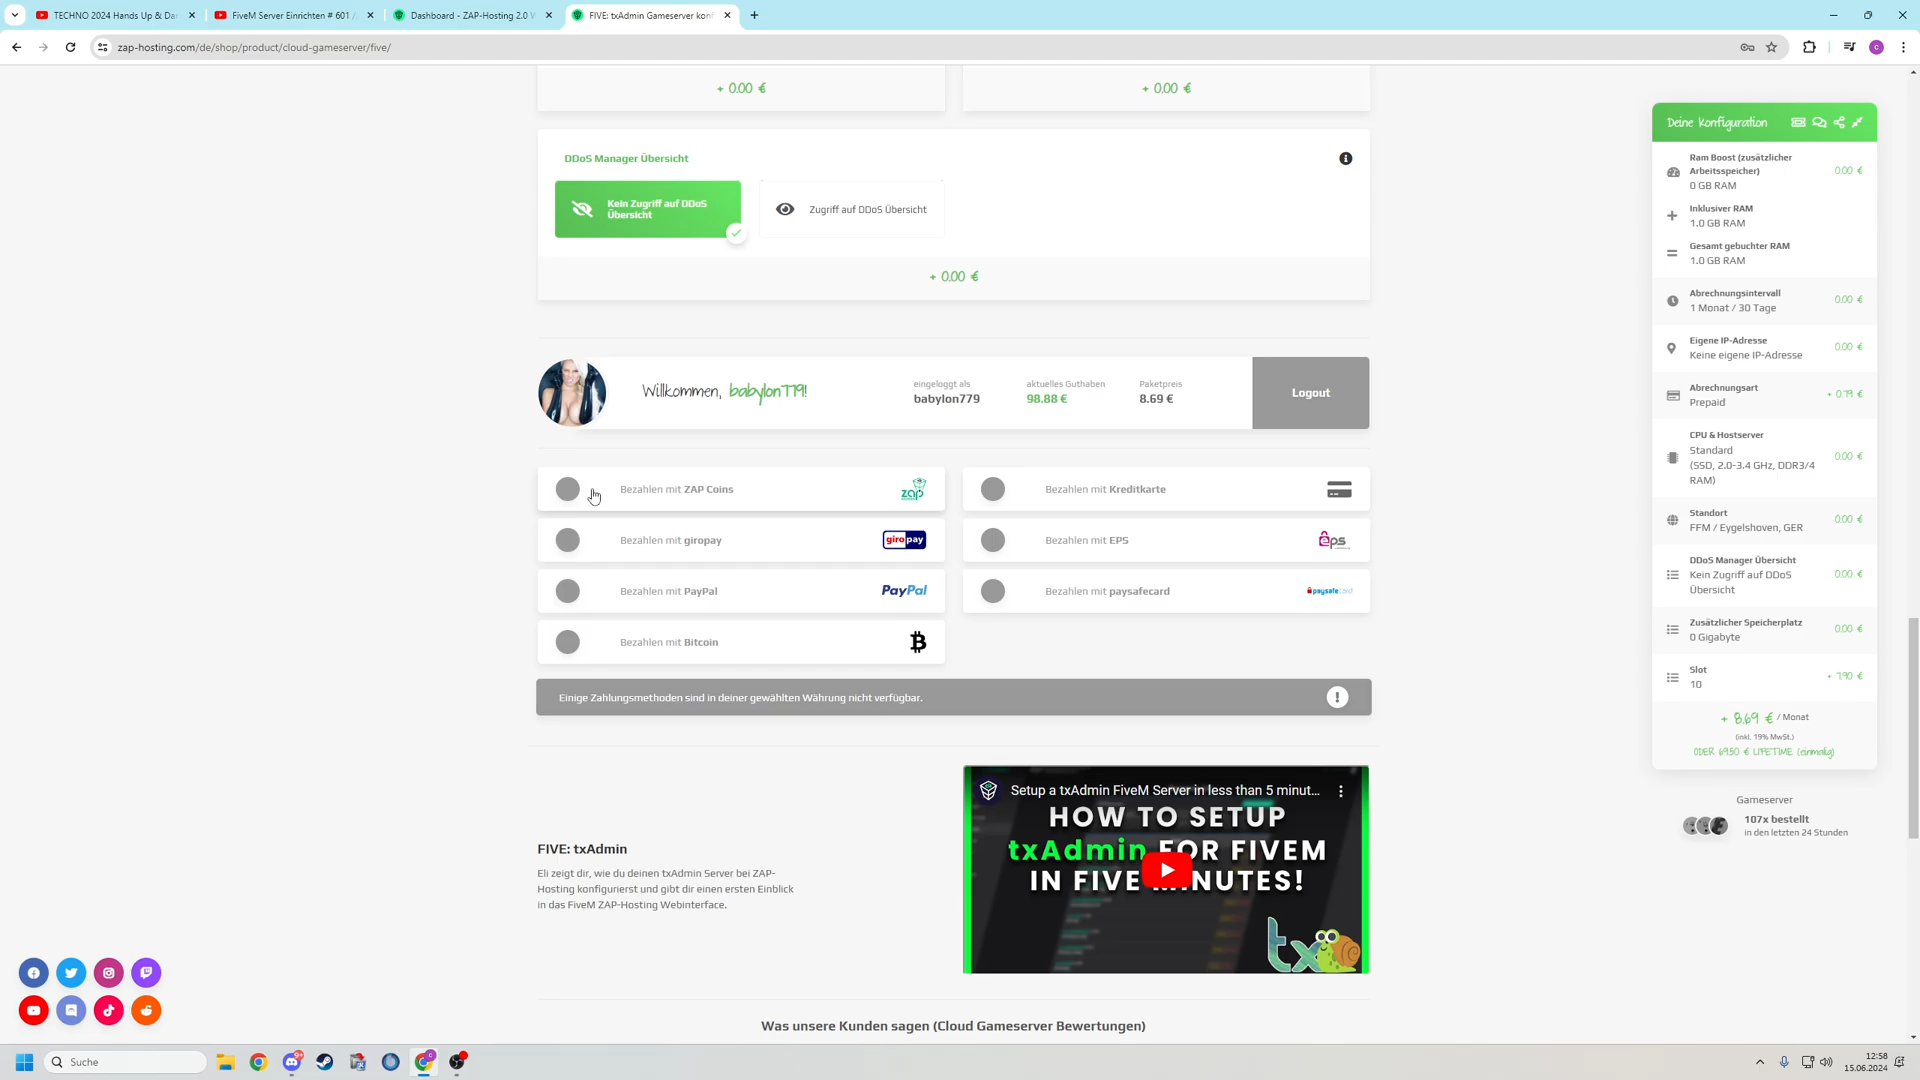 TECHNO 2024 Hands Up & Da
FiveM Server Einrichten # 601 /
Dashboard - ZAP-Hosting 2.0 W
FIVE: txAdmin Gameserver kon
zap-hosting.com/de/shop/product/cloud-gameserver/five/
+ 0.00 €
+ 0.00 €
DDoS Manager Übersicht
Kein Zugriff auf DDoS
Übersicht
Zugriff auf DDoS Übersicht
+ 0.00 €
Willkommen, babylon779!
eingeloggt als
babylon779
aktuelles Guthaben
98.88 €
Paketpreis
8.69 €
Logout
Bezahlen mit ZAP Coins
zap
Bezahlen mit Kreditkarte
Bezahlen mit giropay
giro pay
Bezahlen mit EPS
eps
Bezahlen mit PayPal
PayPal
Bezahlen mit paysafecard
paysafecard
Bezahlen mit Bitcoin
Einige Zahlungsmethoden sind in deiner gewählten Währung nicht verfügbar.
FIVE: txAdmin
Eli zeigt dir, wie du deinen txAdmin Server bei ZAP-
Hosting konfigurierst und gibt dir einen ersten Einblick
in das FiveM ZAP-Hosting Webinterface.
Setup a txAdmin FiveM Server in less than 5 minut...
HOW TO SETUP
txAdmin FOR FIVEM
IN FIVE MINUTES!
tx
Was unsere Kunden sagen (Cloud Gameserver Bewertungen)
Deine Konfiguration
Ram Boost (zusätzlicher
Arbeitsspeicher)
0 GB RAM
0.00 €
Inklusiver RAM
1.0 GB RAM
Gesamt gebuchter RAM
1.0 GB RAM
Abrechnungsintervall
1 Monat / 30 Tage
0.00 €
Eigene IP-Adresse
Keine eigene IP-Adresse
0.00 €
Abrechnungsart
Prepaid
+ 0.79 €
CPU & Hostserver
Standard
(SSD, 2.0-3.4 GHz, DDR3/4
RAM)
0.00 €
Standort
FFM / Eygelshoven, GER
0.00 €
DDoS Manager Übersicht
Kein Zugriff auf DDoS
Übersicht
0.00 €
Zusätzlicher Speicherplatz
0 Gigabyte
0.00 €
Slot
10
+ 7.90 €
+ 8.69 € / Monat
(inkl. 19% MwSt.)
ODER 69.50 € LIFETIME (einmalig)
Gameserver
107x bestellt
in den letzten 24 Stunden
Suche
9+
12:58
15.06.2024